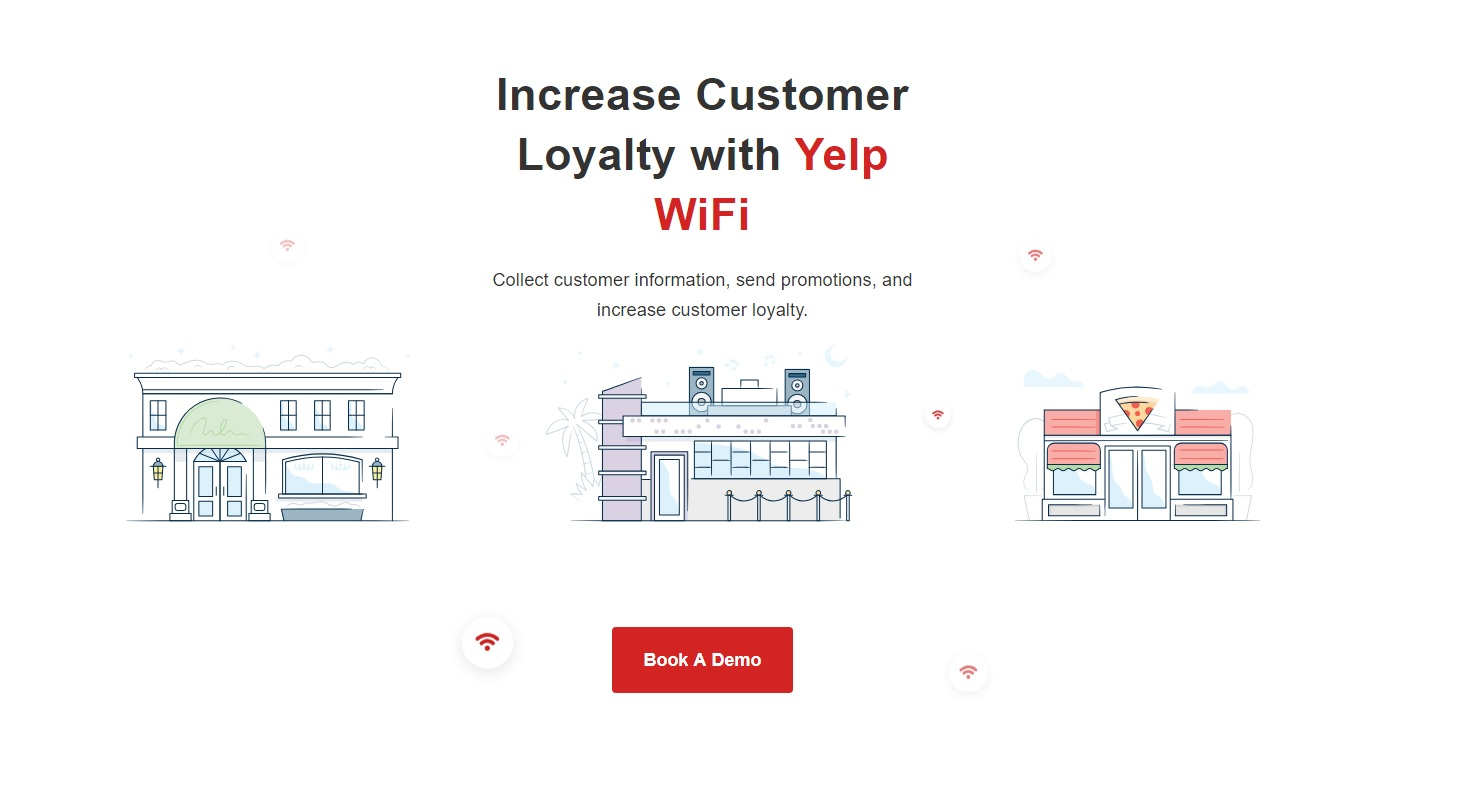 Increase Customer
Loyalty with Yelp
WiFi
Collect customer information, send promotions, and
increase customer loyalty.
Book A Demo